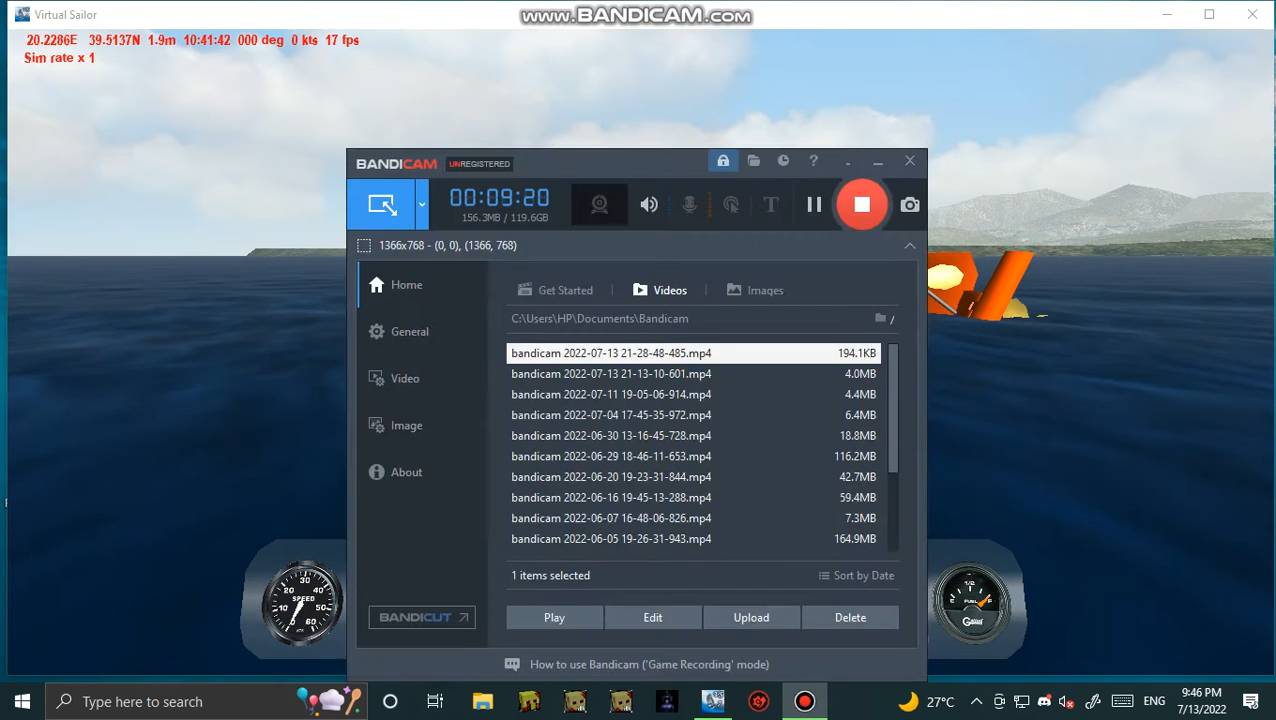 Virtual Sailor
www.BANDICAM.com
20.2286E 39.5137N 1.9m 10:41:42 000 deg 0 kts 17 fps
Sim rate x 1
BANDICAM UNREGISTERED
?
00:09:20
156.3MB / 119.6GB
T
1366x768 - (0, 0), (1366, 768)
Home
General
Video
Image
About
BANDICUT
Get Started
Videos
Images
C:\Users\HP\Documents\Bandicam
/
bandicam 2022-07-13 21-28-48-485.mp4 194.1KB
bandicam 2022-07-13 21-13-10-601.mp4 4.0MB
bandicam 2022-07-11 19-05-06-914.mp4 4.4MB
bandicam 2022-07-04 17-45-35-972.mp4 6.4MB
bandicam 2022-06-30 13-16-45-728.mp4 18.8MB
bandicam 2022-06-29 18-46-11-653.mp4 116.2MB
bandicam 2022-06-20 19-23-31-844.mp4 42.7MB
bandicam 2022-06-16 19-45-13-288.mp4 59.4MB
bandicam 2022-06-07 16-48-06-826.mp4 7.3MB
bandicam 2022-06-05 19-26-31-943.mp4 164.9MB
1 items selected
Sort by Date
Play
Edit
Upload
Delete
How to use Bandicam ('Game Recording' mode)
0 10 20 30 40 50 60
SPEED
E 1/2 F
FUEL
Type here to search
27°C
ENG
9:46 PM
7/13/2022